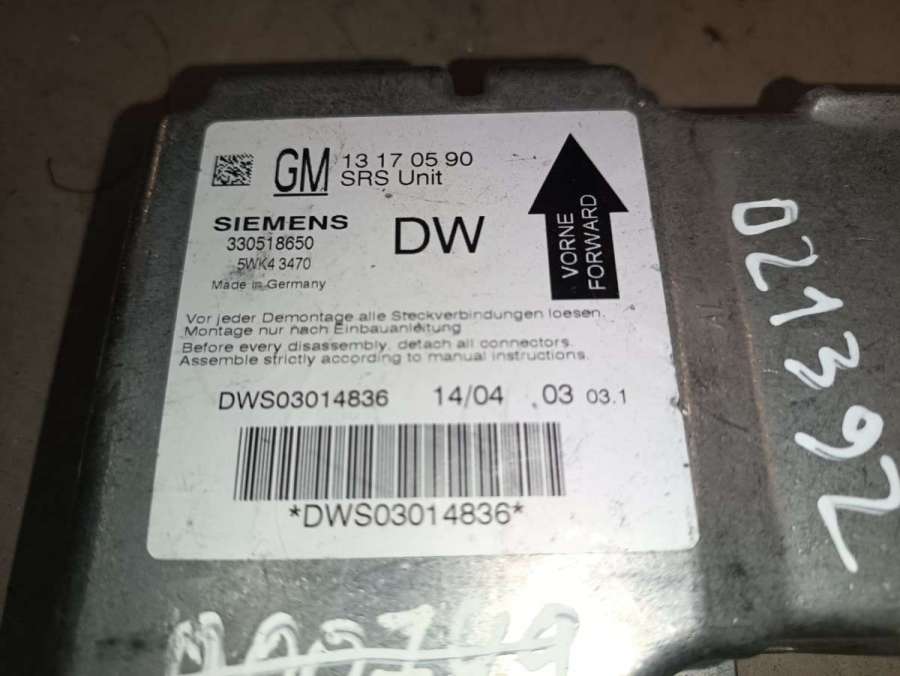 GM 13 17 05 90
SRS Unit
SIEMENS
330518650
5WK4 3470
Made in Germany
DW
VORNE
FORWARD
Vor jeder Demontage alle Steckverbindungen loesen.
Montage nur nach Einbauanleitung
Before every disassembly, detach all connectors.
Assemble strictly according to manual instructions.
DWS03014836 14/04 03 03.1
*DWS03014836*
021392